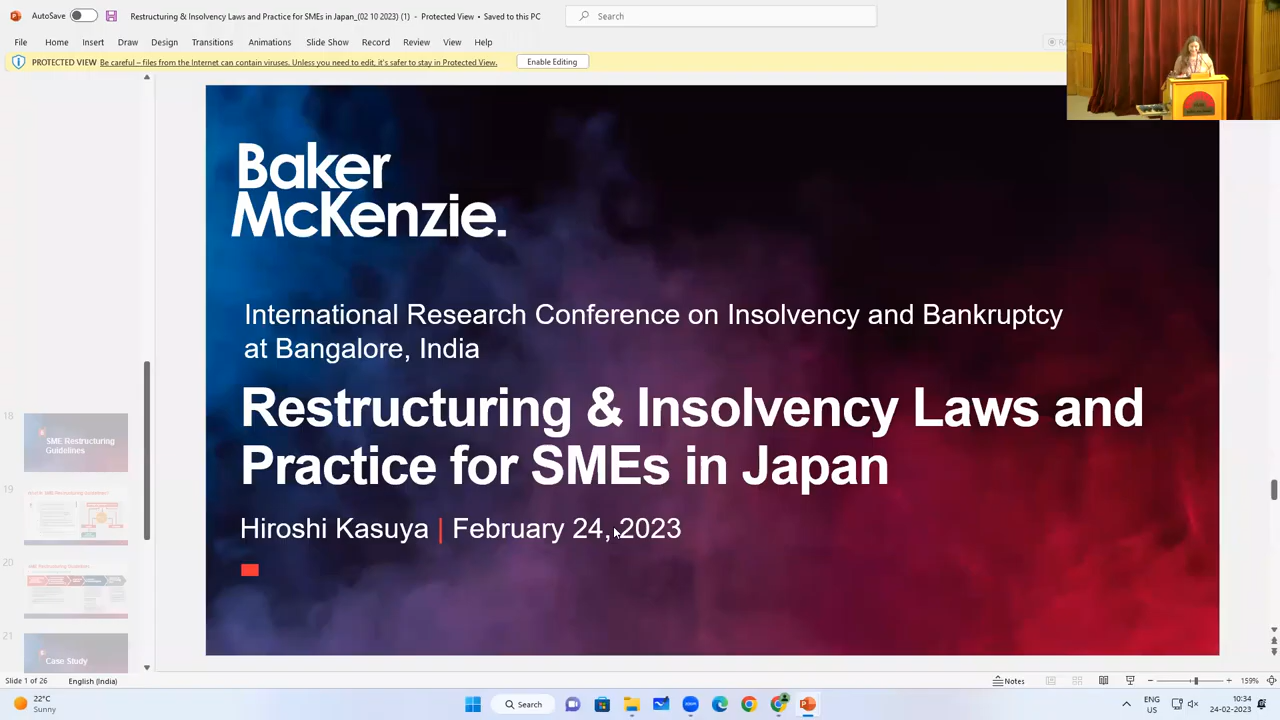 AutoSave
Restructuring & Insolvency Laws and Practice for SMEs in Japan_(02 10 2023) (1) - Protected View • Saved to this PC
Search
File Home Insert Draw Design Transitions Animations Slide Show Record Review View Help
PROTECTED VIEW Be careful – files from the Internet can contain viruses. Unless you need to edit, it's safer to stay in Protected View. Enable Editing
Baker
McKenzie.
International Research Conference on Insolvency and Bankruptcy
at Bangalore, India
Restructuring & Insolvency Laws and
Practice for SMEs in Japan
Hiroshi Kasuya | February 24, 2023
18
SME Restructuring
Guidelines
19
20
SME Restructuring Guidelines
21
Case Study
Slide 1 of 26 English (India) Notes 159%
22°C
Sunny
Search
ENG
US
10:34
24-02-2023